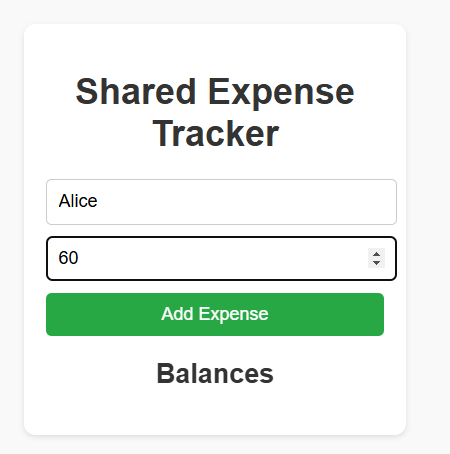 Shared Expense
Tracker
Alice
60
Add Expense
Balances